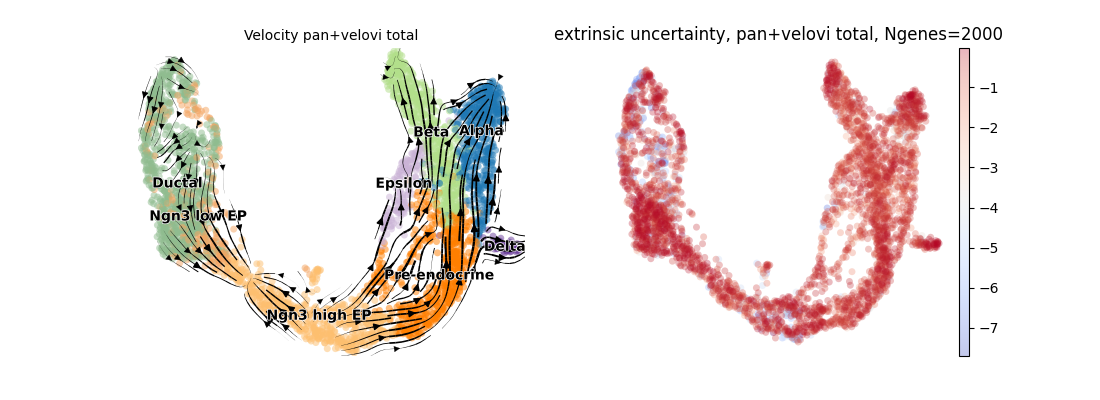 Velocity pan+velovi total
Beta
Alpha
Ductal
Epsilon
Ngn3 low EP
Delta
Pre-endocrine
Ngn3 high EP
extrinsic uncertainty, pan+velovi total, Ngenes=2000
−1
−2
−3
−4
−5
−6
−7